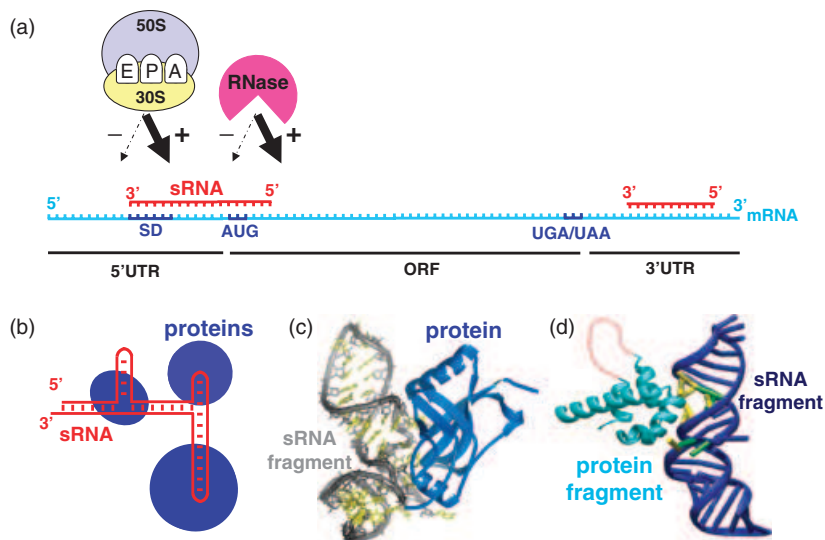 (a)
50S
E P A
30S
RNase
– + – +
5' 3' sRNA 5' 3' 5' 3' mRNA
SD AUG UGA/UAA
5'UTR ORF 3'UTR
(b)
proteins
5'
3'
sRNA
(c)
protein
sRNA
fragment
(d)
sRNA
fragment
protein
fragment